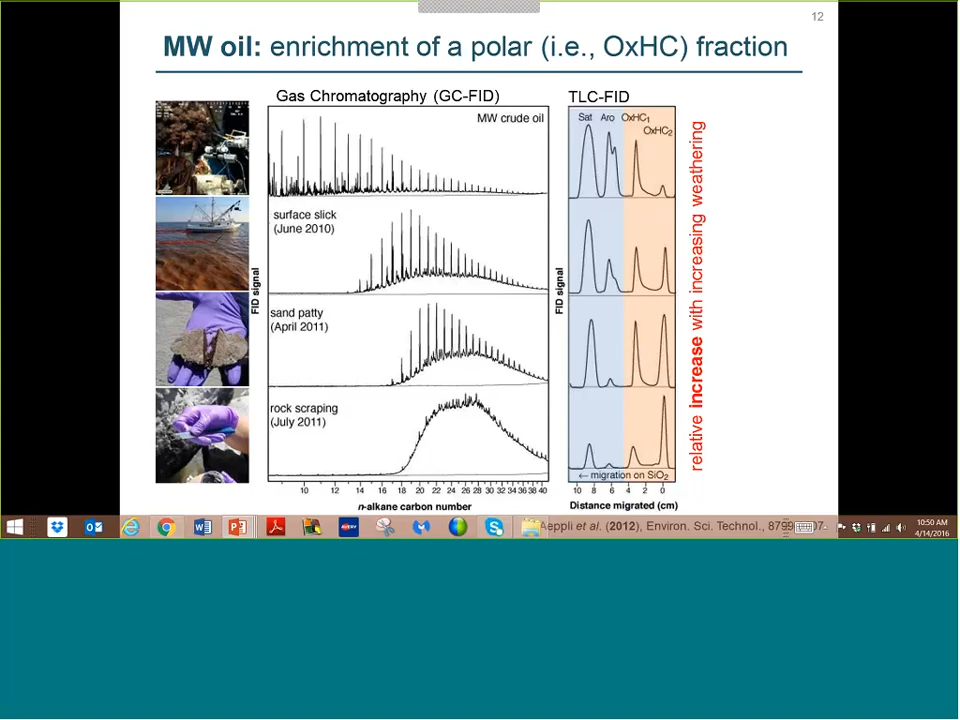 12
MW oil: enrichment of a polar (i.e., OxHC) fraction
Gas Chromatography (GC-FID)
TLC-FID
MW crude oil
Sat Aro OxHC1
OxHC2
surface slick
(June 2010)
sand patty
(April 2011)
rock scraping
(July 2011)
FID signal
FID signal
relative increase with increasing weathering
← migration on SiO2
10 12 14 16 18 20 22 24 26 28 30 32 34 36 38 40
10 8 6 4 2 0
n-alkane carbon number
Distance migrated (cm)
Aeppli et al. (2012), Environ. Sci. Technol., 8799
07
10:50 AM
4/14/2016